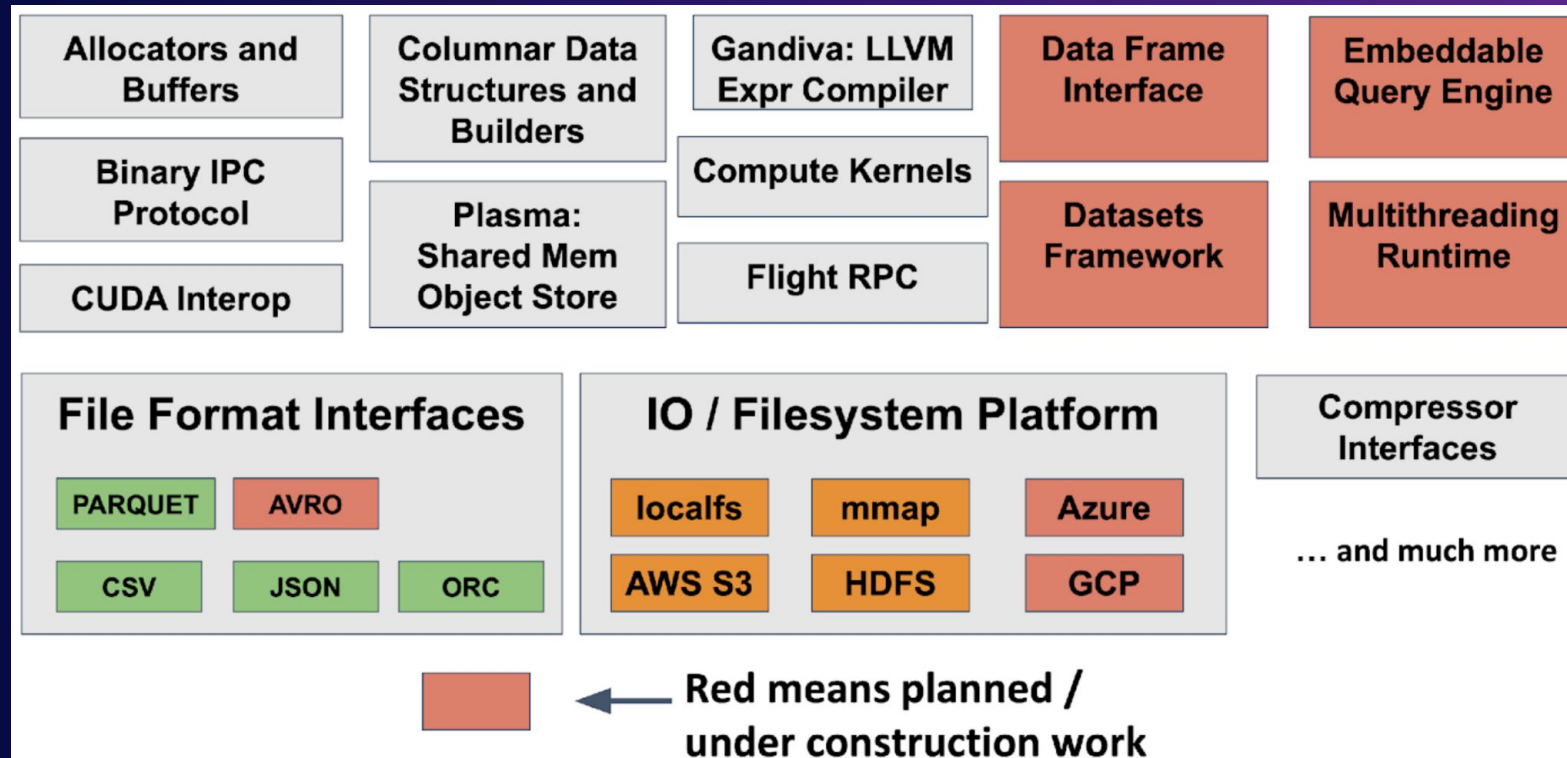 Allocators and
Buffers
Columnar Data
Structures and
Builders
Gandiva: LLVM
Expr Compiler
Data Frame
Interface
Embeddable
Query Engine
Binary IPC
Protocol
Compute Kernels
Plasma:
Shared Mem
Object Store
Datasets
Framework
Multithreading
Runtime
CUDA Interop
Flight RPC
File Format Interfaces
PARQUET
AVRO
CSV
JSON
ORC
IO / Filesystem Platform
localfs
mmap
Azure
AWS S3
HDFS
GCP
Compressor
Interfaces
... and much more
Red means planned /
under construction work